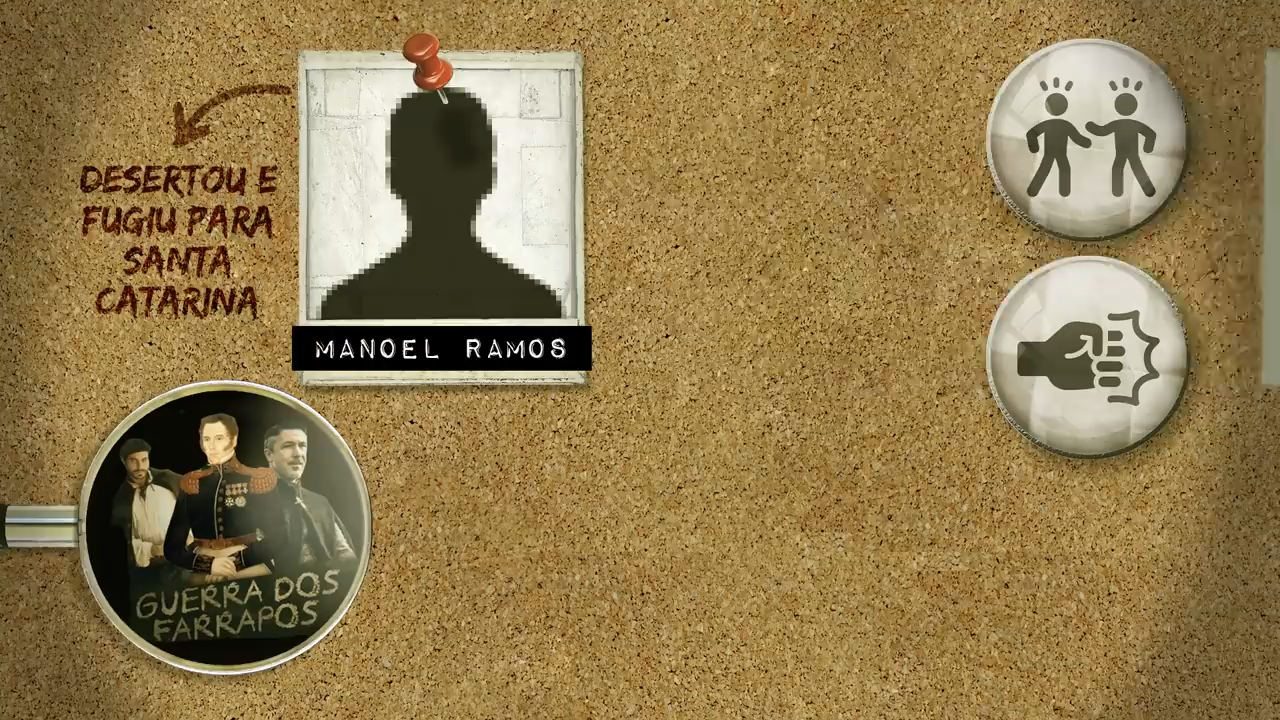 DESERTOU E
FUGIU PARA
SANTA
CATARINA
MANOEL RAMOS
GUERRA DOS
FARRAPOS